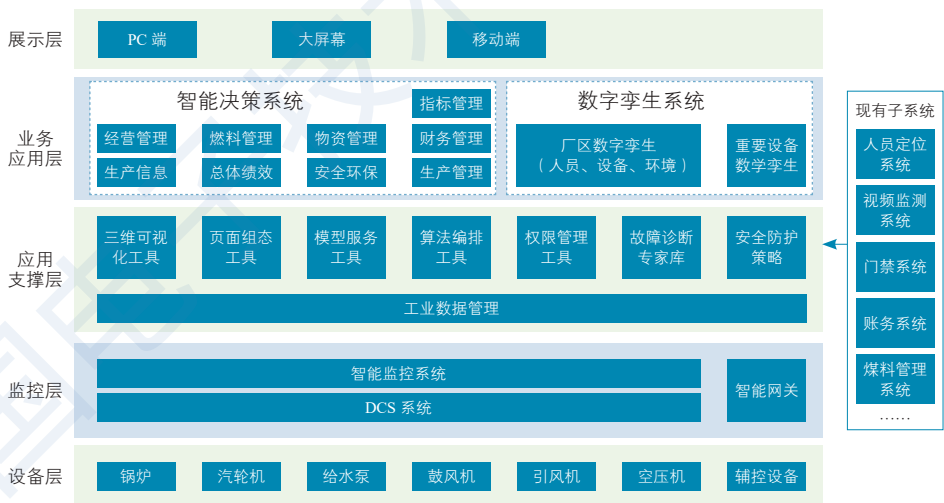 展示层
PC 端
大屏幕
移动端
业务
应用层
智能决策系统
指标管理
经营管理
燃料管理
物资管理
财务管理
生产信息
总体绩效
安全环保
生产管理
数字孪生系统
厂区数字孪生
（人员、设备、环境）
重要设备
数学孪生
应用
支撑层
三维可视
化工具
页面组态
工具
模型服务
工具
算法编排
工具
权限管理
工具
故障诊断
专家库
安全防护
策略
工业数据管理
监控层
智能监控系统
DCS 系统
智能网关
设备层
锅炉
汽轮机
给水泵
鼓风机
引风机
空压机
辅控设备
现有子系统
人员定位
系统
视频监测
系统
门禁系统
账务系统
煤料管理
系统
……